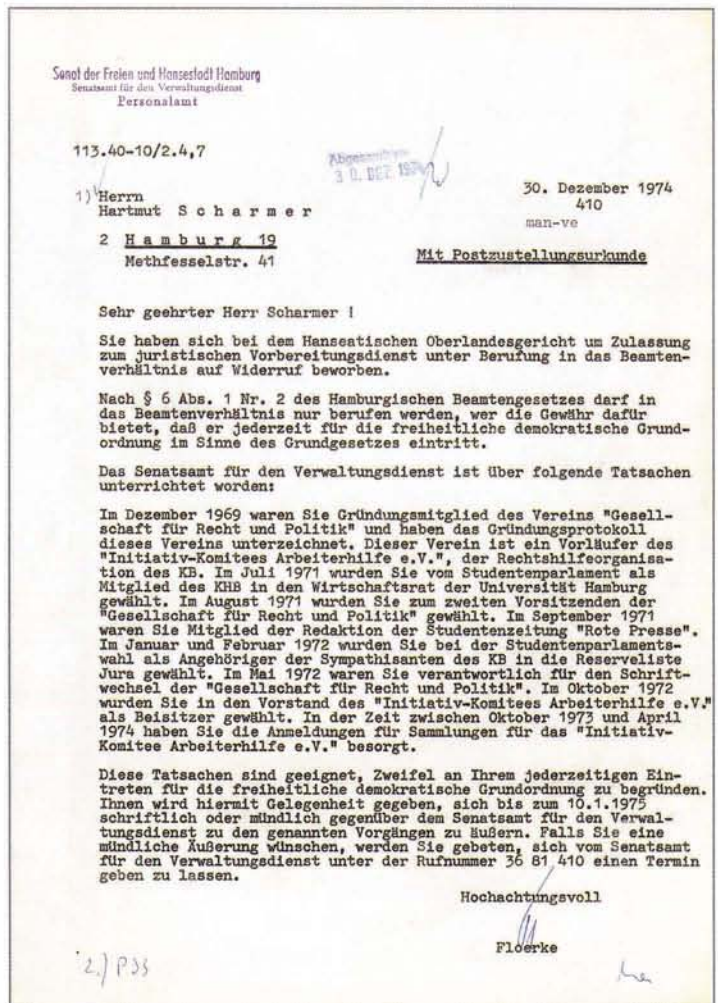 Senat der Freien und Hansestadt Hamburg
Senatsamt für den Verwaltungsdienst
Personalamt
113.40-10/2.4,7
30. DEZ. 1974
30. Dezember 1974
410
man-ve
1) Herrn
Hartmut S c h a r m e r
2 H a m b u r g 19
Methfesselstr. 41
Mit Postzustellungsurkunde
Sehr geehrter Herr Scharmer !
Sie haben sich bei dem Hanseatischen Oberlandesgericht um Zulassung
zum juristischen Vorbereitungsdienst unter Berufung in das Beamten-
verhältnis auf Widerruf beworben.
Nach § 6 Abs. 1 Nr. 2 des Hamburgischen Beamtengesetzes darf in
das Beamtenverhältnis nur berufen werden, wer die Gewähr dafür
bietet, daß er jederzeit für die freiheitliche demokratische Grund-
ordnung im Sinne des Grundgesetzes eintritt.
Das Senatsamt für den Verwaltungsdienst ist über folgende Tatsachen
unterrichtet worden:
Im Dezember 1969 waren Sie Gründungsmitglied des Vereins "Gesell-
schaft für Recht und Politik" und haben das Gründungsprotokoll
dieses Vereins unterzeichnet. Dieser Verein ist ein Vorläufer des
"Initiativ-Komitees Arbeiterhilfe e.V.", der Rechtshilfeorganisa-
tion des KB. Im Juli 1971 wurden Sie vom Studentenparlament als
Mitglied des KHB in den Wirtschaftsrat der Universität Hamburg
gewählt. Im August 1971 wurden Sie zum zweiten Vorsitzenden der
"Gesellschaft für Recht und Politik" gewählt. Im September 1971
waren Sie Mitglied der Redaktion der Studentenzeitung "Rote Presse".
Im Januar und Februar 1972 wurden Sie bei der Studentenparlaments-
wahl als Angehöriger der Sympathisanten des KB in die Reserveliste
Jura gewählt. Im Mai 1972 waren Sie verantwortlich für den Schrift-
wechsel der "Gesellschaft für Recht und Politik". Im Oktober 1972
wurden Sie in den Vorstand des "Initiativ-Komitees Arbeiterhilfe e.V."
als Beisitzer gewählt. In der Zeit zwischen Oktober 1973 und April
1974 haben Sie die Anmeldungen für Sammlungen für das "Initiativ-
Komitee Arbeiterhilfe e.V." besorgt.
Diese Tatsachen sind geeignet, Zweifel an Ihrem jederzeitigen Ein-
treten für die freiheitliche demokratische Grundordnung zu begründen.
Ihnen wird hiermit Gelegenheit gegeben, sich bis zum 10.1.1975
schriftlich oder mündlich gegenüber dem Senatsamt für den Verwal-
tungsdienst zu den genannten Vorgängen zu äußern. Falls Sie eine
mündliche Äußerung wünschen, werden Sie gebeten, sich vom Senatsamt
für den Verwaltungsdienst unter der Rufnummer 36 81 410 einen Termin
geben zu lassen.
Hochachtungsvoll
Floerke
2.)